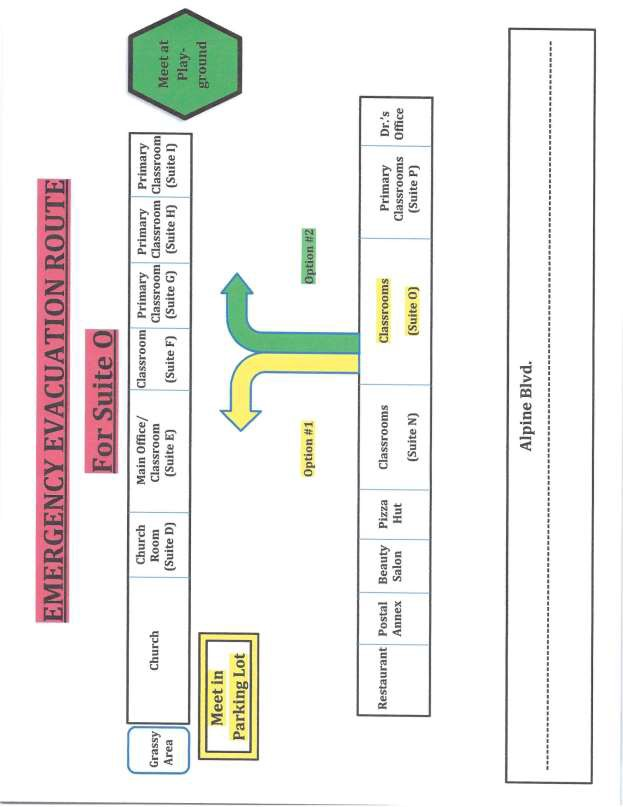 EMERGENCY EVACUATION ROUTE
For Suite O
Grassy
Area
Church
Church
Room
(Suite D)
Main Office/
Classroom
(Suite E)
Classroom
(Suite F)
Primary
Classroom
(Suite G)
Primary
Classroom
(Suite H)
Primary
Classroom
(Suite I)
Meet at
Play-
ground
Meet in
Parking Lot
Option #1
Option #2
Restaurant
Postal
Annex
Beauty
Salon
Pizza
Hut
Classrooms
(Suite N)
Classrooms
(Suite O)
Primary
Classrooms
(Suite P)
Dr.'s
Office
Alpine Blvd.